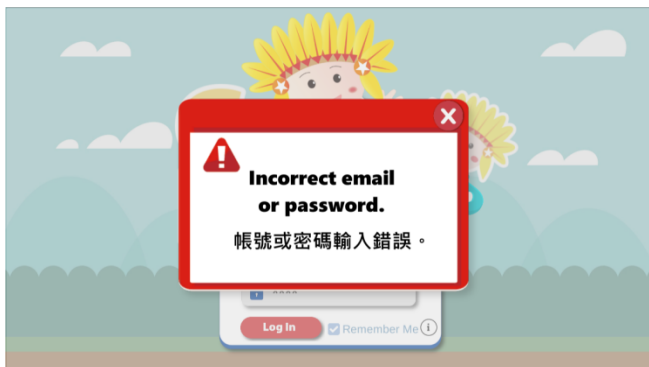 Incorrect email
or password.
帳號或密碼輸入錯誤。
****
Log In
Remember Me